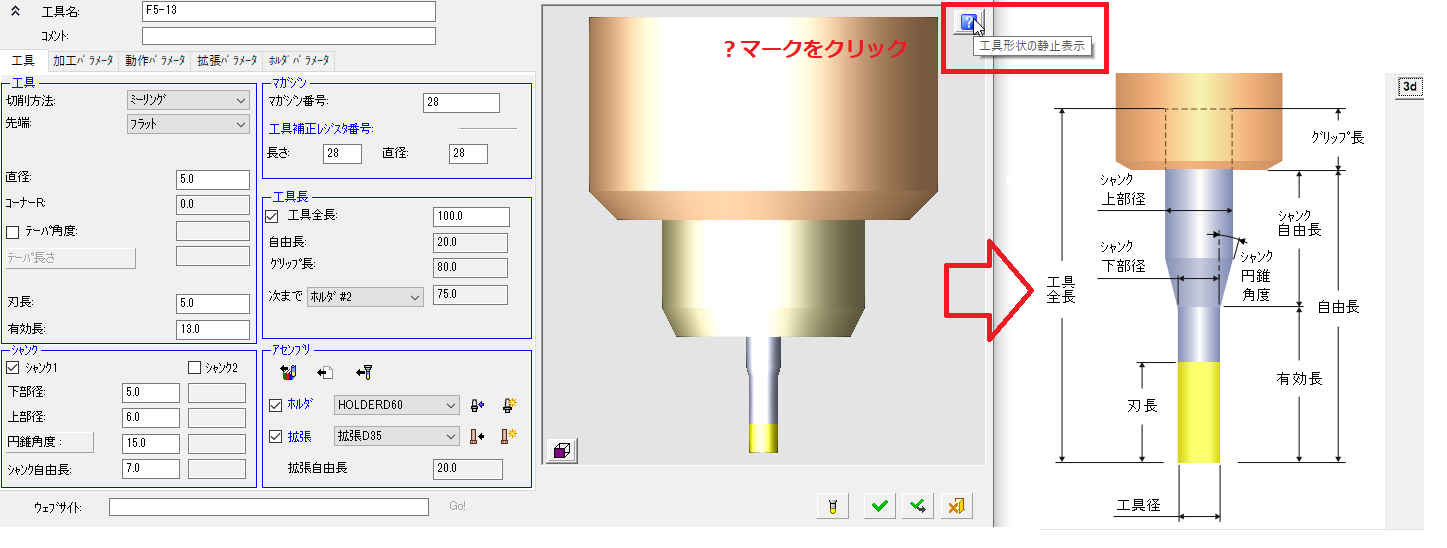 工具名:
F5-13
コメント:
工具
加工パラメータ
動作パラメータ
拡張パラメータ
ホルダパラメータ
工具
切削方法:
ミーリング
先端:
フラット
直径:
5.0
コーナーR:
0.0
テーパ角度:
テーパ長さ
刃長:
5.0
有効長:
13.0
シャンク
シャンク1
シャンク2
下部径:
5.0
上部径:
6.0
円錐角度 :
15.0
シャンク自由長:
7.0
マガジン
マガジン番号:
28
工具補正レジスタ番号:
長さ:
28
直径:
28
工具長
工具全長:
100.0
自由長:
20.0
グリップ長:
80.0
次まで
ホルダ #2
75.0
アセンブリ
ホルダ
HOLDERD60
拡張
拡張D35
拡張自由長
20.0
ウェブサイト:
Go!
?マークをクリック
?
工具形状の静止表示
3d
グリップ長
シャンク
上部径
シャンク
自由長
シャンク
下部径
シャンク
円錐
角度
工具
全長
自由長
有効長
刃長
工具径